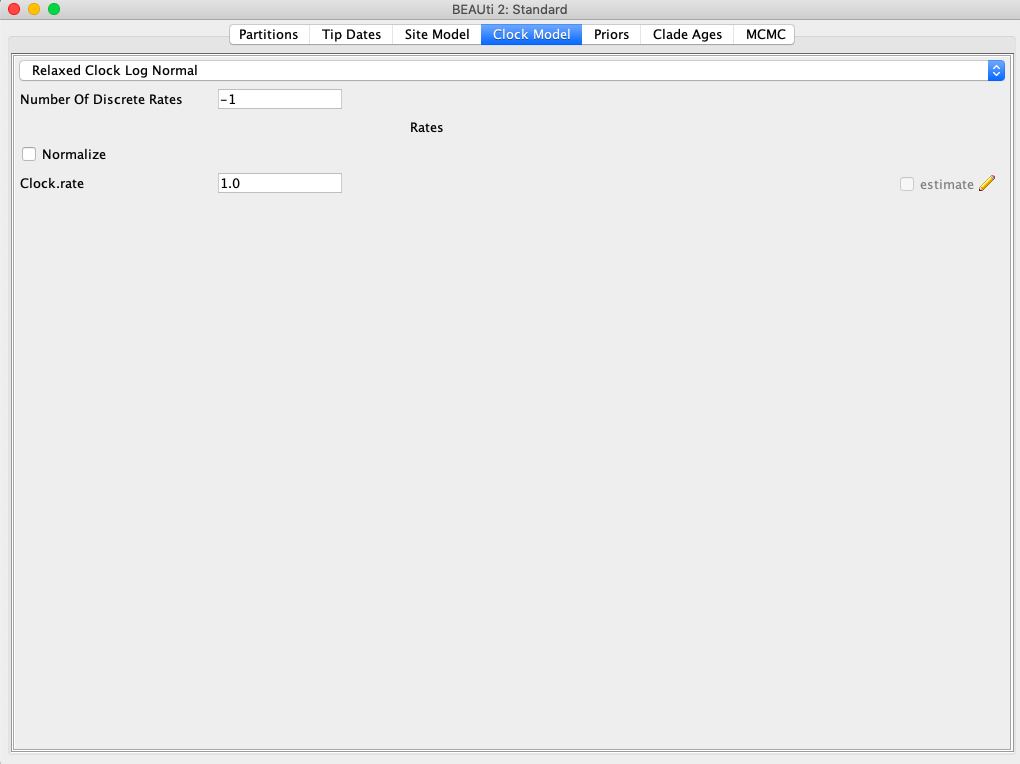 BEAUti 2: Standard
Partitions Tip Dates Site Model Clock Model Priors Clade Ages MCMC
Relaxed Clock Log Normal
Number Of Discrete Rates -1
Rates
Normalize
Clock.rate 1.0 estimate